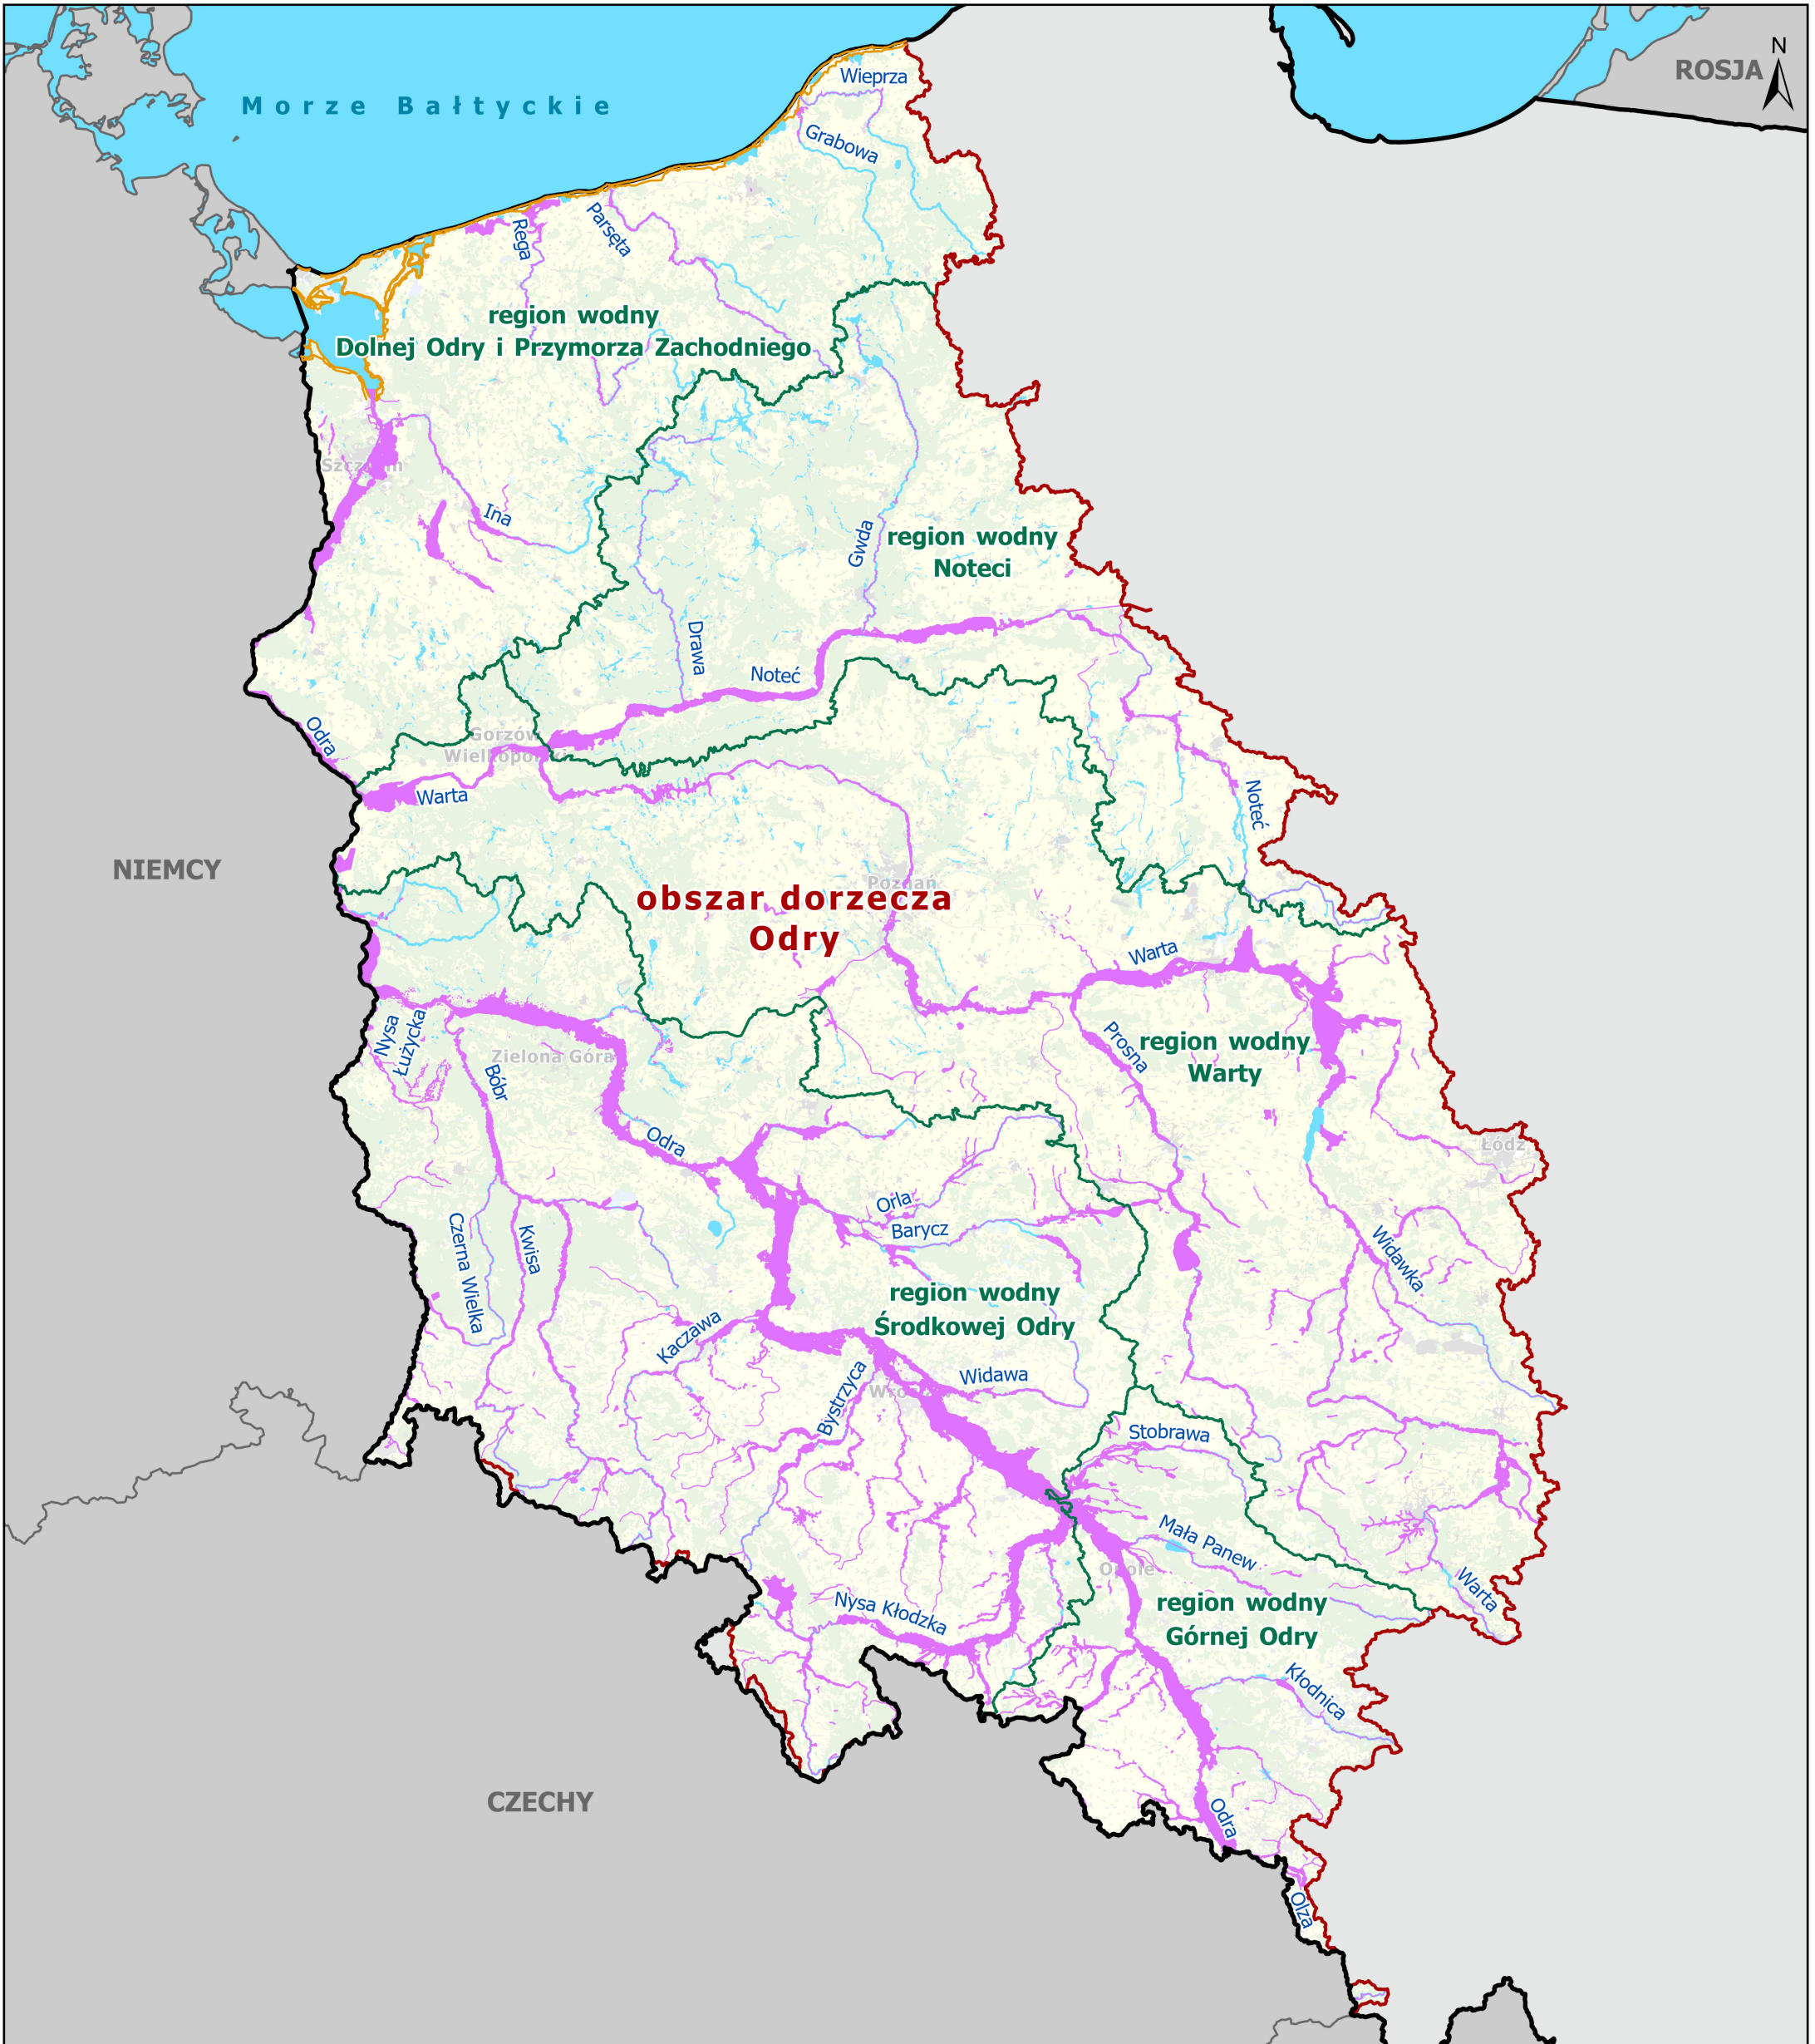 N
ROSJA
Wieprza
Morze Bałtyckie
Grabowa
Rega
Parsęta
region wodny
Dolnej Odry i Przymorza Zachodniego
Szczecin
Ina
Gwda
region wodny
Noteci
Drawa
Noteć
Odra
Gorzów
Wielkopolski
Warta
Noteć
NIEMCY
Poznań
obszar dorzecza
Odry
Warta
Nysa
Łużycka
Zielona Góra
Bóbr
Prosna
region wodny
Warty
Odra
Łódź
Orla
Barycz
Czerna Wielka
Kwisa
Widawka
region wodny
Środkowej Odry
Kaczawa
Widawa
Bystrzyca
Stobrawa
Mała Panew
Opole
Nysa Kłodzka
region wodny
Górnej Odry
Warta
Kłodnica
CZECHY
Odra
Olza